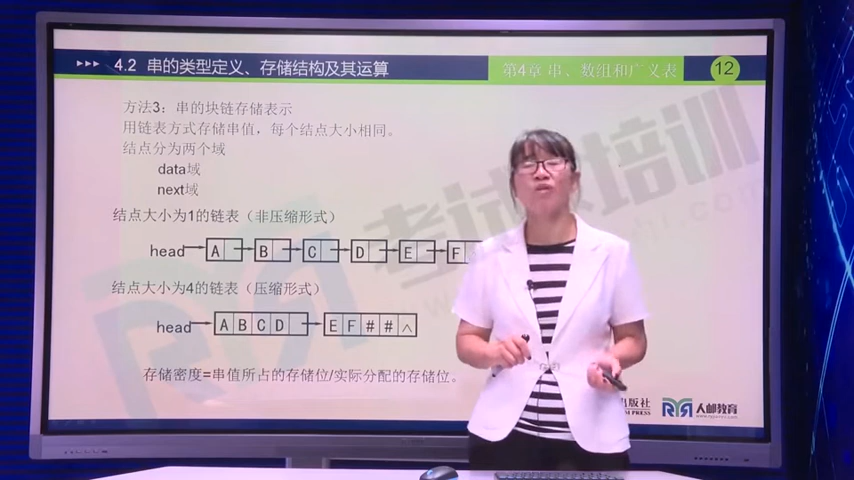 ▸▸▸ 4.2 串的类型定义、存储结构及其运算
第4章 串、数组和广义表
12
方法3：串的块链存储表示
用链表方式存储串值，每个结点大小相同。
结点分为两个域
data域
next域
结点大小为1的链表（非压缩形式）
head A B C D E F
结点大小为4的链表（压缩形式）
head A B C D E F # # ∧
存储密度=串值所占的存储位/实际分配的存储位。
出版社
PRESS
人邮教育